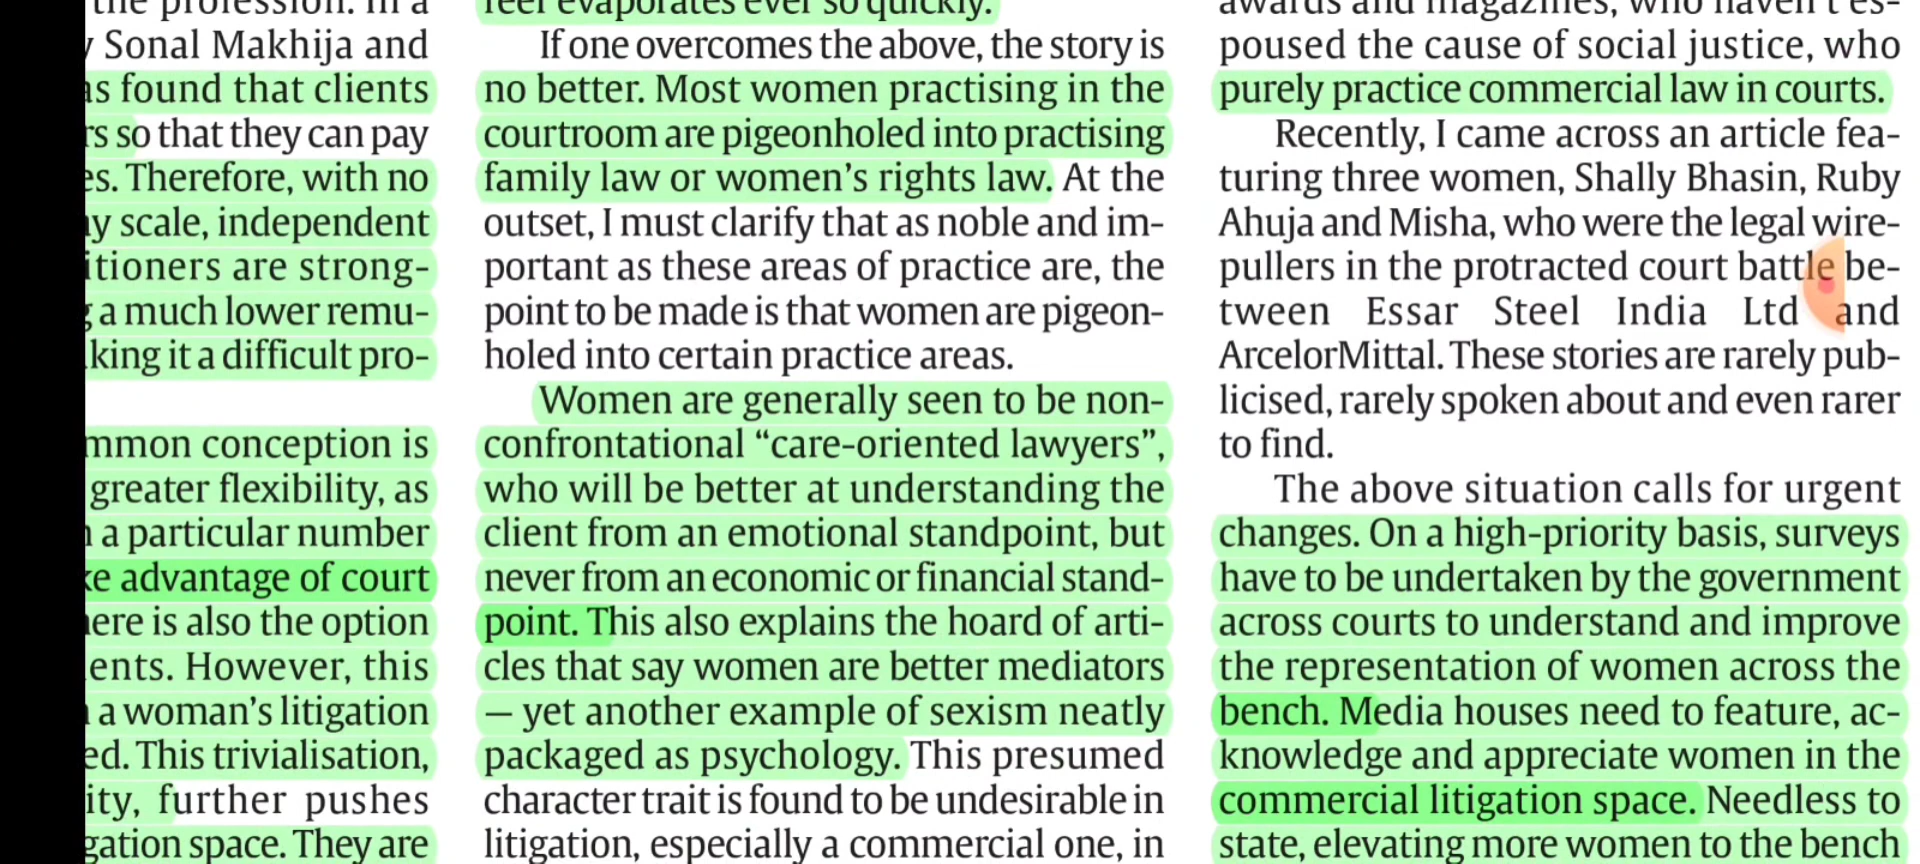 the profession. In a
Sonal Makhija and
as found that clients
so that they can pay
Therefore, with no
scale, independent
are strong-
a much lower remu-
it a difficult pro-
conception is
greater flexibility, as
a particular number
advantage of court
is also the option
However, this
a woman’s litigation
This trivialisation,
further pushes
space. They are
feel evaporates ever so quickly.
If one overcomes the above, the story is
no better. Most women practising in the
courtroom are pigeonholed into practising
family law or women’s rights law. At the
outset, I must clarify that as noble and im-
portant as these areas of practice are, the
point to be made is that women are pigeon-
holed into certain practice areas.
Women are generally seen to be non-
confrontational “care-oriented lawyers”,
who will be better at understanding the
client from an emotional standpoint, but
never from an economic or financial stand-
point. This also explains the hoard of arti-
cles that say women are better mediators
— yet another example of sexism neatly
packaged as psychology. This presumed
character trait is found to be undesirable in
litigation, especially a commercial one, in
awards and magazines, who haven’t es-
poused the cause of social justice, who
purely practice commercial law in courts.
Recently, I came across an article fea-
turing three women, Shally Bhasin, Ruby
Ahuja and Misha, who were the legal wire-
pullers in the protracted court battle be-
tween Essar Steel India Ltd and
ArcelorMittal. These stories are rarely pub-
licised, rarely spoken about and even rarer
to find.
The above situation calls for urgent
changes. On a high-priority basis, surveys
have to be undertaken by the government
across courts to understand and improve
the representation of women across the
bench. Media houses need to feature, ac-
knowledge and appreciate women in the
commercial litigation space. Needless to
state, elevating more women to the bench